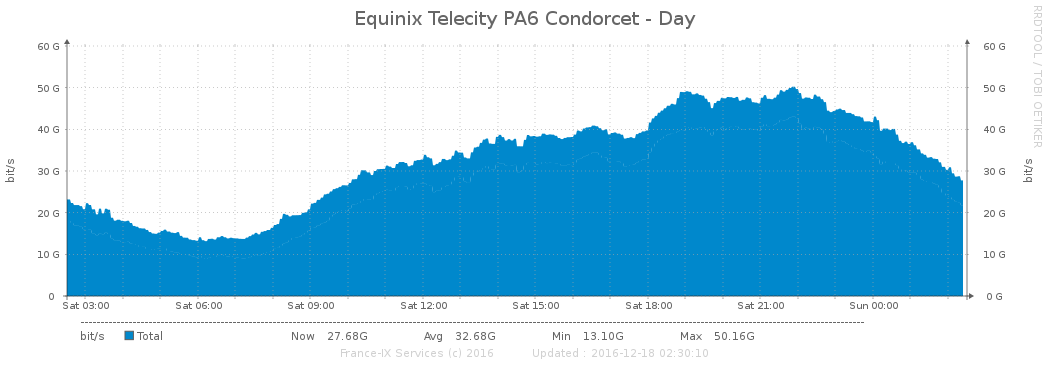 Equinix Telecity PA6 Condorcet - Day
RRDTOOL / TOBI OETIKER
bit/s
60 G
50 G
40 G
30 G
20 G
10 G
0
60 G
50 G
40 G
30 G
20 G
10 G
0 G
bit/s
Sat 03:00 Sat 06:00 Sat 09:00 Sat 12:00 Sat 15:00 Sat 18:00 Sat 21:00 Sun 00:00
bit/s Total Now 27.68G Avg 32.68G Min 13.10G Max 50.16G
France-IX Services (c) 2016 Updated : 2016-12-18 02:30:10